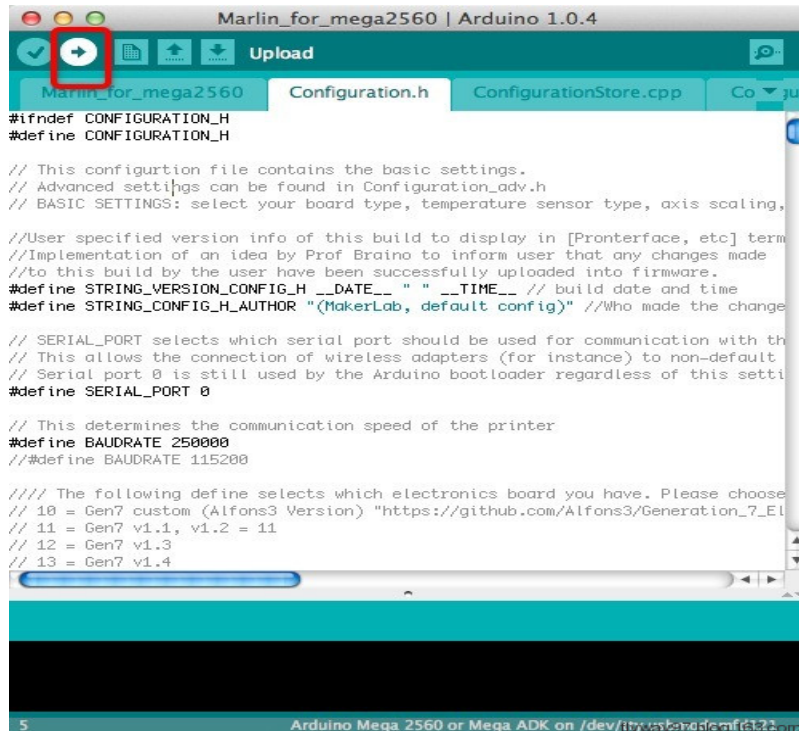 Marlin_for_mega2560 | Arduino 1.0.4
Upload
Marlin_for_mega2560 Configuration.h ConfigurationStore.cpp Co gu
#ifndef CONFIGURATION_H
#define CONFIGURATION_H
// This configurtion file contains the basic settings.
// Advanced settings can be found in Configuration_adv.h
// BASIC SETTINGS: select your board type, temperature sensor type, axis scaling,
//User specified version info of this build to display in [Pronterface, etc] term
//Implementation of an idea by Prof Braino to inform user that any changes made
//to this build by the user have been successfully uploaded into firmware.
#define STRING_VERSION_CONFIG_H __DATE__ " " __TIME__ // build date and time
#define STRING_CONFIG_H_AUTHOR "(MakerLab, default config)" //Who made the change
// SERIAL_PORT selects which serial port should be used for communication with th
// This allows the connection of wireless adapters (for instance) to non-default
// Serial port 0 is still used by the Arduino bootloader regardless of this setti
#define SERIAL_PORT 0
// This determines the communication speed of the printer
#define BAUDRATE 250000
//#define BAUDRATE 115200
//// The following define selects which electronics board you have. Please choose
// 10 = Gen7 custom (Alfons3 Version) "https://github.com/Alfons3/Generation_7_El
// 11 = Gen7 v1.1, v1.2 = 11
// 12 = Gen7 v1.3
// 13 = Gen7 v1.4
5 Arduino Mega 2560 or Mega ADK on